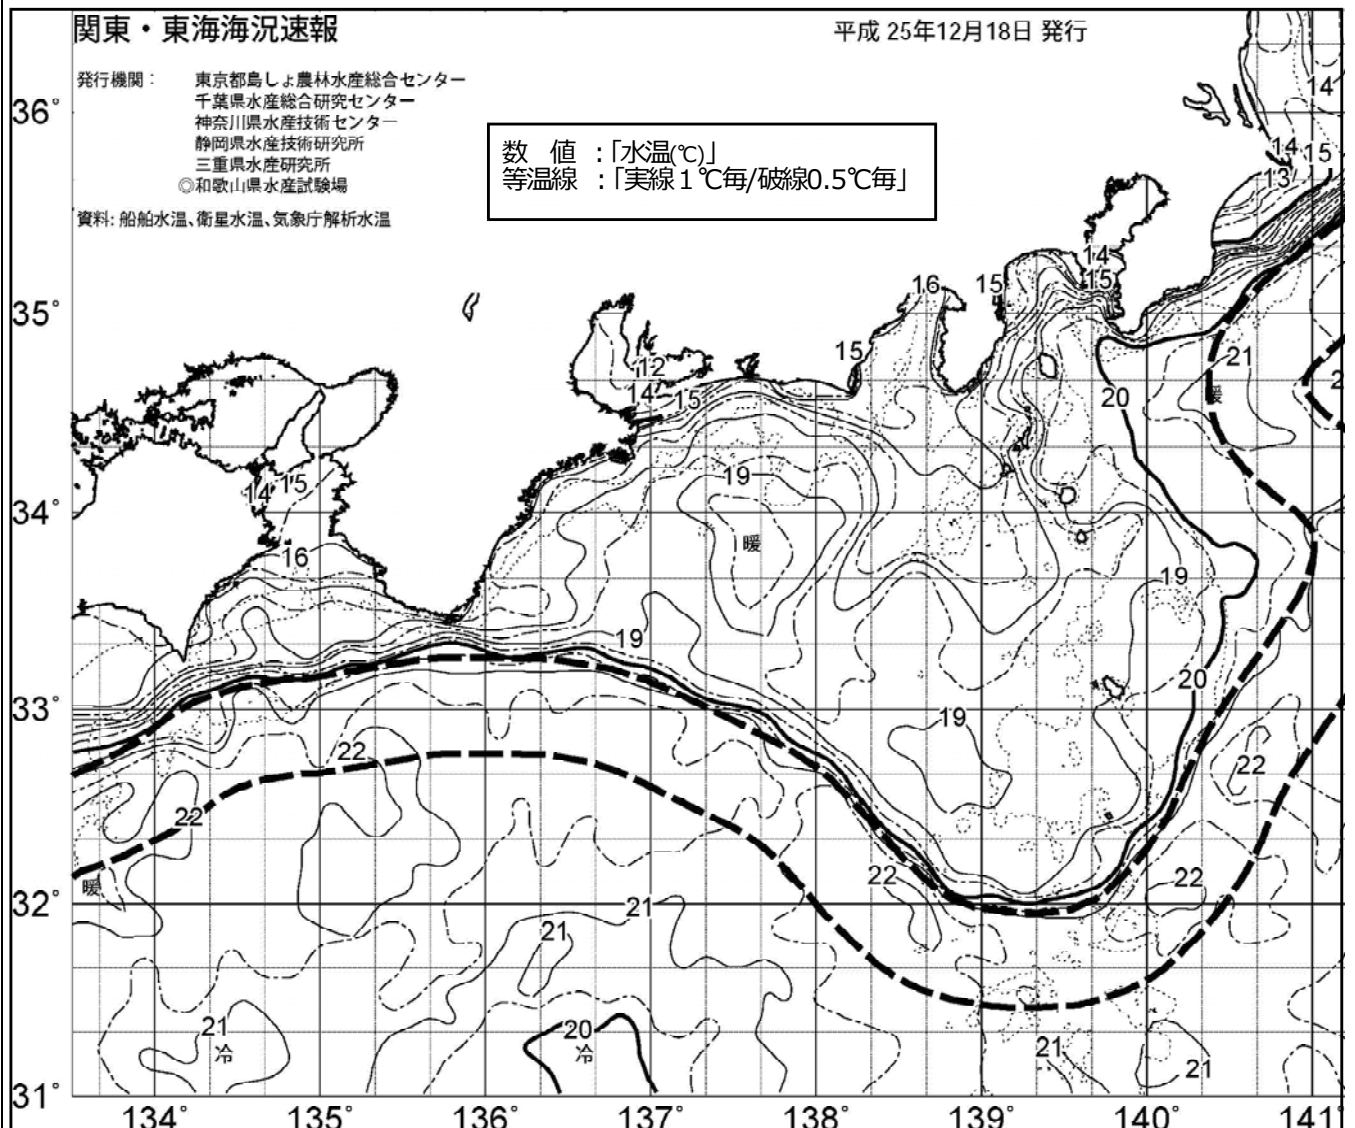 関東・東海海況速報
平成 25年12月18日 発行
発行機関： 東京都島しょ農林水産総合センター
千葉県水産総合研究センター
神奈川県水産技術センター
静岡県水産技術研究所
三重県水産研究所
◎和歌山県水産試験場
資料: 船舶水温、衛星水温、気象庁解析水温
数　値 ：「水温(℃)」
等温線 ：「実線１℃毎/破線0.5℃毎」
36°
14
14
15
13
14
15
35°
16
15
15
12
14
15
21
暖
20
19
14
15
34°
暖
16
19
19
20
33°
19
22
22
22
22
22
暖
32°
21
21
21
冷
20
冷
21
21
31°
134° 135° 136° 137° 138° 139° 140° 141°